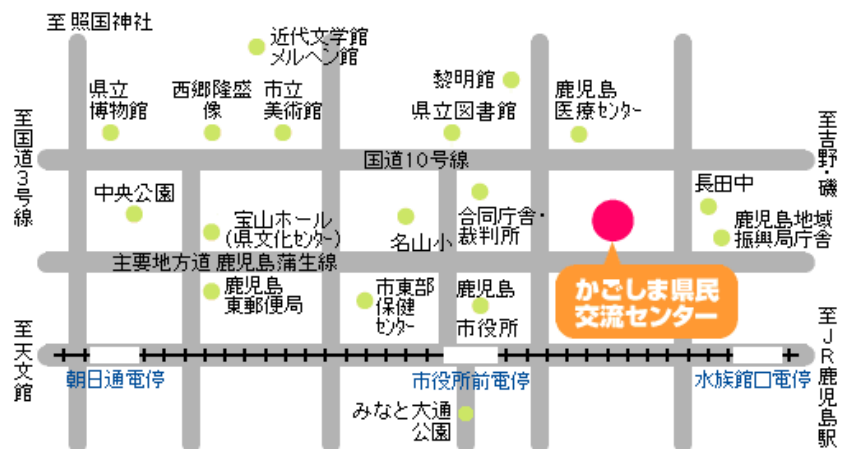 至 照国神社
近代文学館
メルヘン館
黎明館
県立
博物館
西郷隆盛
像
市立
美術館
県立図書館
鹿児島
医療センター
至国道3号線
国道10号線
至吉野・磯
中央公園
宝山ホール
(県文化センター)
名山小
合同庁舎・
裁判所
長田中
鹿児島地域
振興局庁舎
主要地方道 鹿児島蒲生線
かごしま県民
交流センター
鹿児島
東郵便局
市東部
保健
センター
鹿児島
市役所
至天文館
至JR鹿児島駅
朝日通電停
市役所前電停
水族館口電停
みなと大通
公園